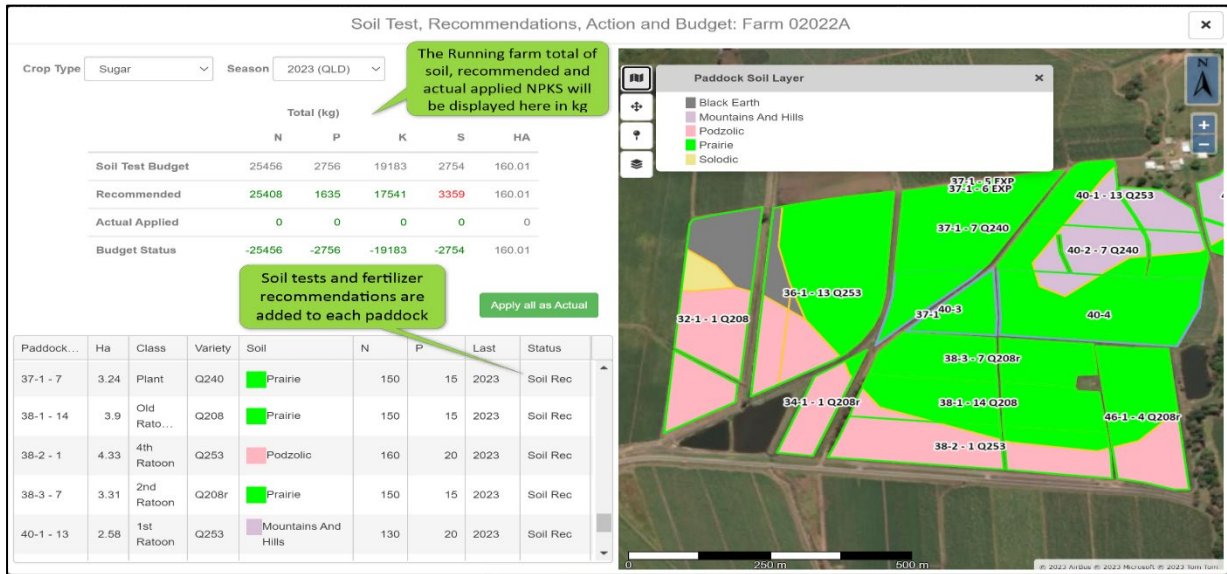 Soil Test, Recommendations, Action and Budget: Farm 02022A
×
Crop Type Sugar Season 2023 (QLD)
The Running farm total of
soil, recommended and
actual applied NPKS will
be displayed here in kg
Total (kg)
N P K S HA
Soil Test Budget 25456 2756 19183 2754 160.01
Recommended 25408 1635 17541 3359 160.01
Actual Applied 0 0 0 0 0
Budget Status -25456 -2756 -19183 -2754 160.01
Soil tests and fertilizer
recommendations are
added to each paddock
Apply all as Actual
Paddock... Ha Class Variety Soil N P Last Status
37-1 - 7 3.24 Plant Q240 Prairie 150 15 2023 Soil Rec
38-1 - 14 3.9 Old Rato... Q208 Prairie 150 15 2023 Soil Rec
38-2 - 1 4.33 4th Ratoon Q253 Podzolic 160 20 2023 Soil Rec
38-3 - 7 3.31 2nd Ratoon Q208r Prairie 150 15 2023 Soil Rec
40-1 - 13 2.58 1st Ratoon Q253 Mountains And Hills 130 20 2023 Soil Rec
Paddock Soil Layer ×
Black Earth
Mountains And Hills
Podzolic
Prairie
Solodic
N
+
−
37-1 - 5 EXP
37-1 - 6 EXP
40-1 - 13 Q253
37-1 - 7 Q240
40-2 - 7 Q240
36-1 - 13 Q253
40-3
37-1
40-4
32-1 - 1 Q208
38-3 - 7 Q208r
34-1 - 1 Q208r
38-1 - 14 Q208
46-1 - 4 Q208r
38-2 - 1 Q253
0 250 m 500 m
© 2023 AirBus © 2023 Microsoft © 2023 Tom Tom